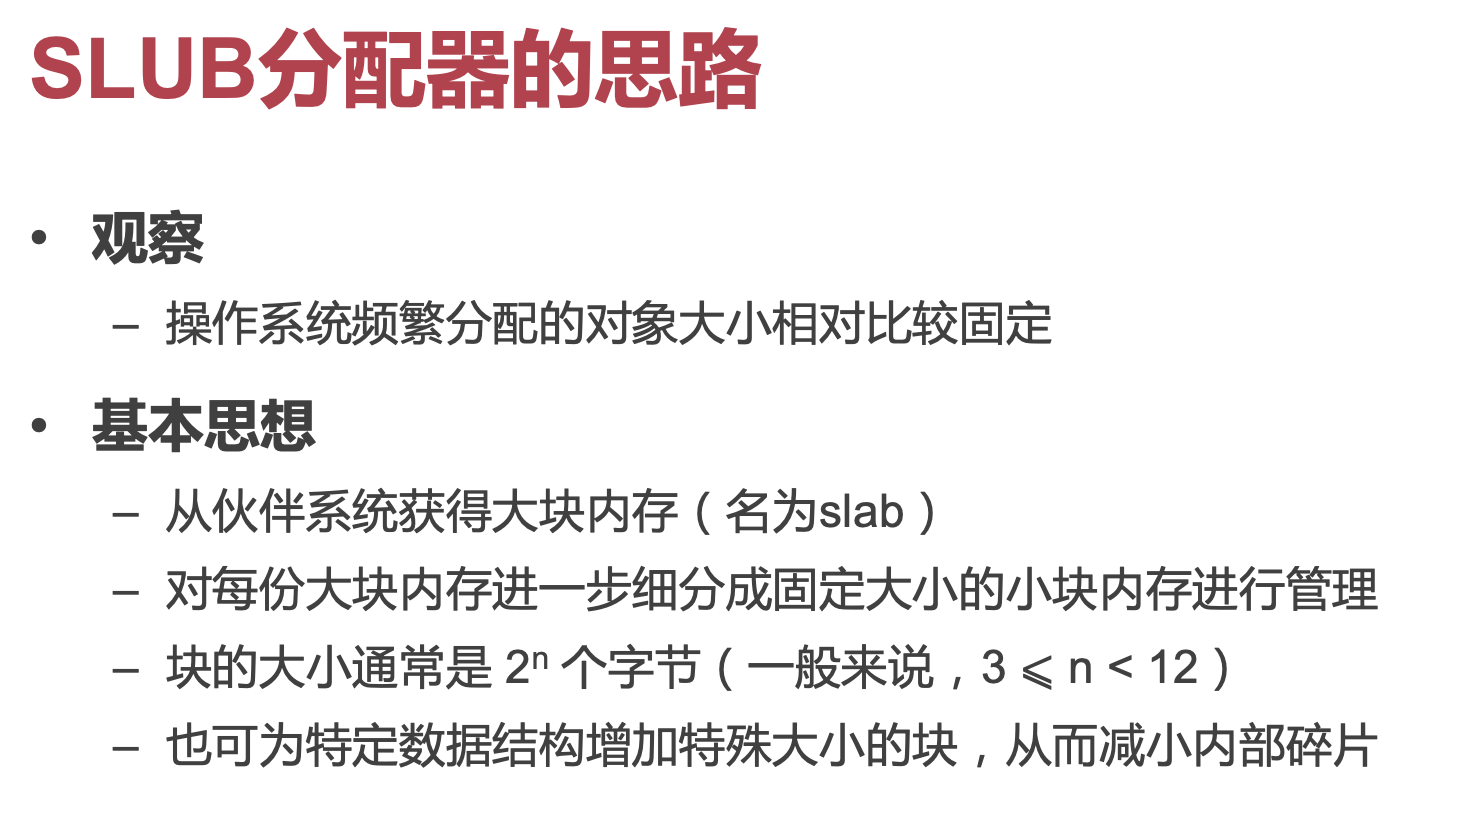 SLUB分配器的思路
• 观察
– 操作系统频繁分配的对象大小相对比较固定
• 基本思想
– 从伙伴系统获得大块内存（名为slab）
– 对每份大块内存进一步细分成固定大小的小块内存进行管理
– 块的大小通常是 2ⁿ 个字节（一般来说，3 ⩽ n < 12）
– 也可为特定数据结构增加特殊大小的块，从而减小内部碎片